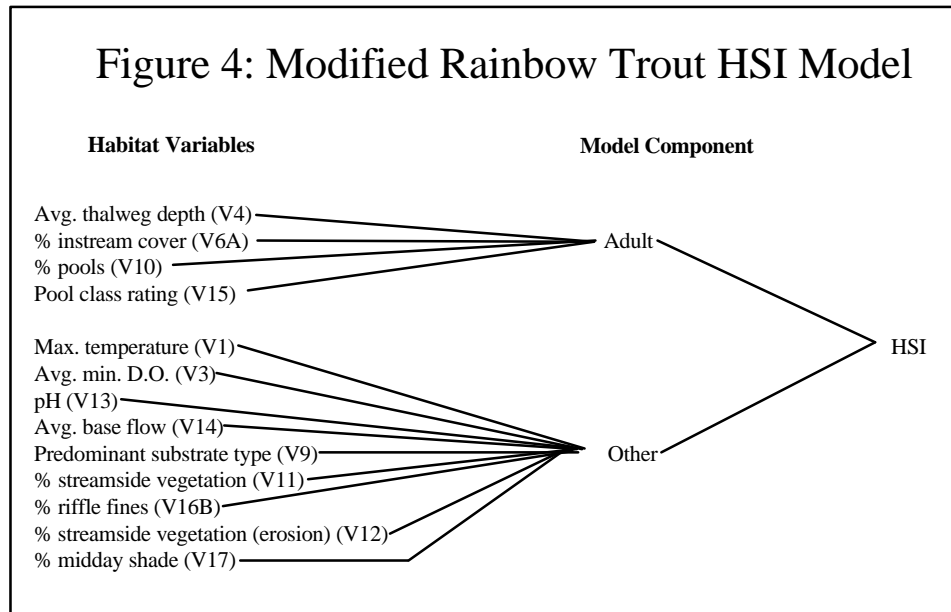 Figure 4: Modified Rainbow Trout HSI Model
Habitat Variables
Model Component
Avg. thalweg depth (V4)
% instream cover (V6A)
% pools (V10)
Pool class rating (V15)
Adult
Max. temperature (V1)
Avg. min. D.O. (V3)
pH (V13)
Avg. base flow (V14)
Predominant substrate type (V9)
% streamside vegetation (V11)
% riffle fines (V16B)
% streamside vegetation (erosion) (V12)
% midday shade (V17)
Other
HSI